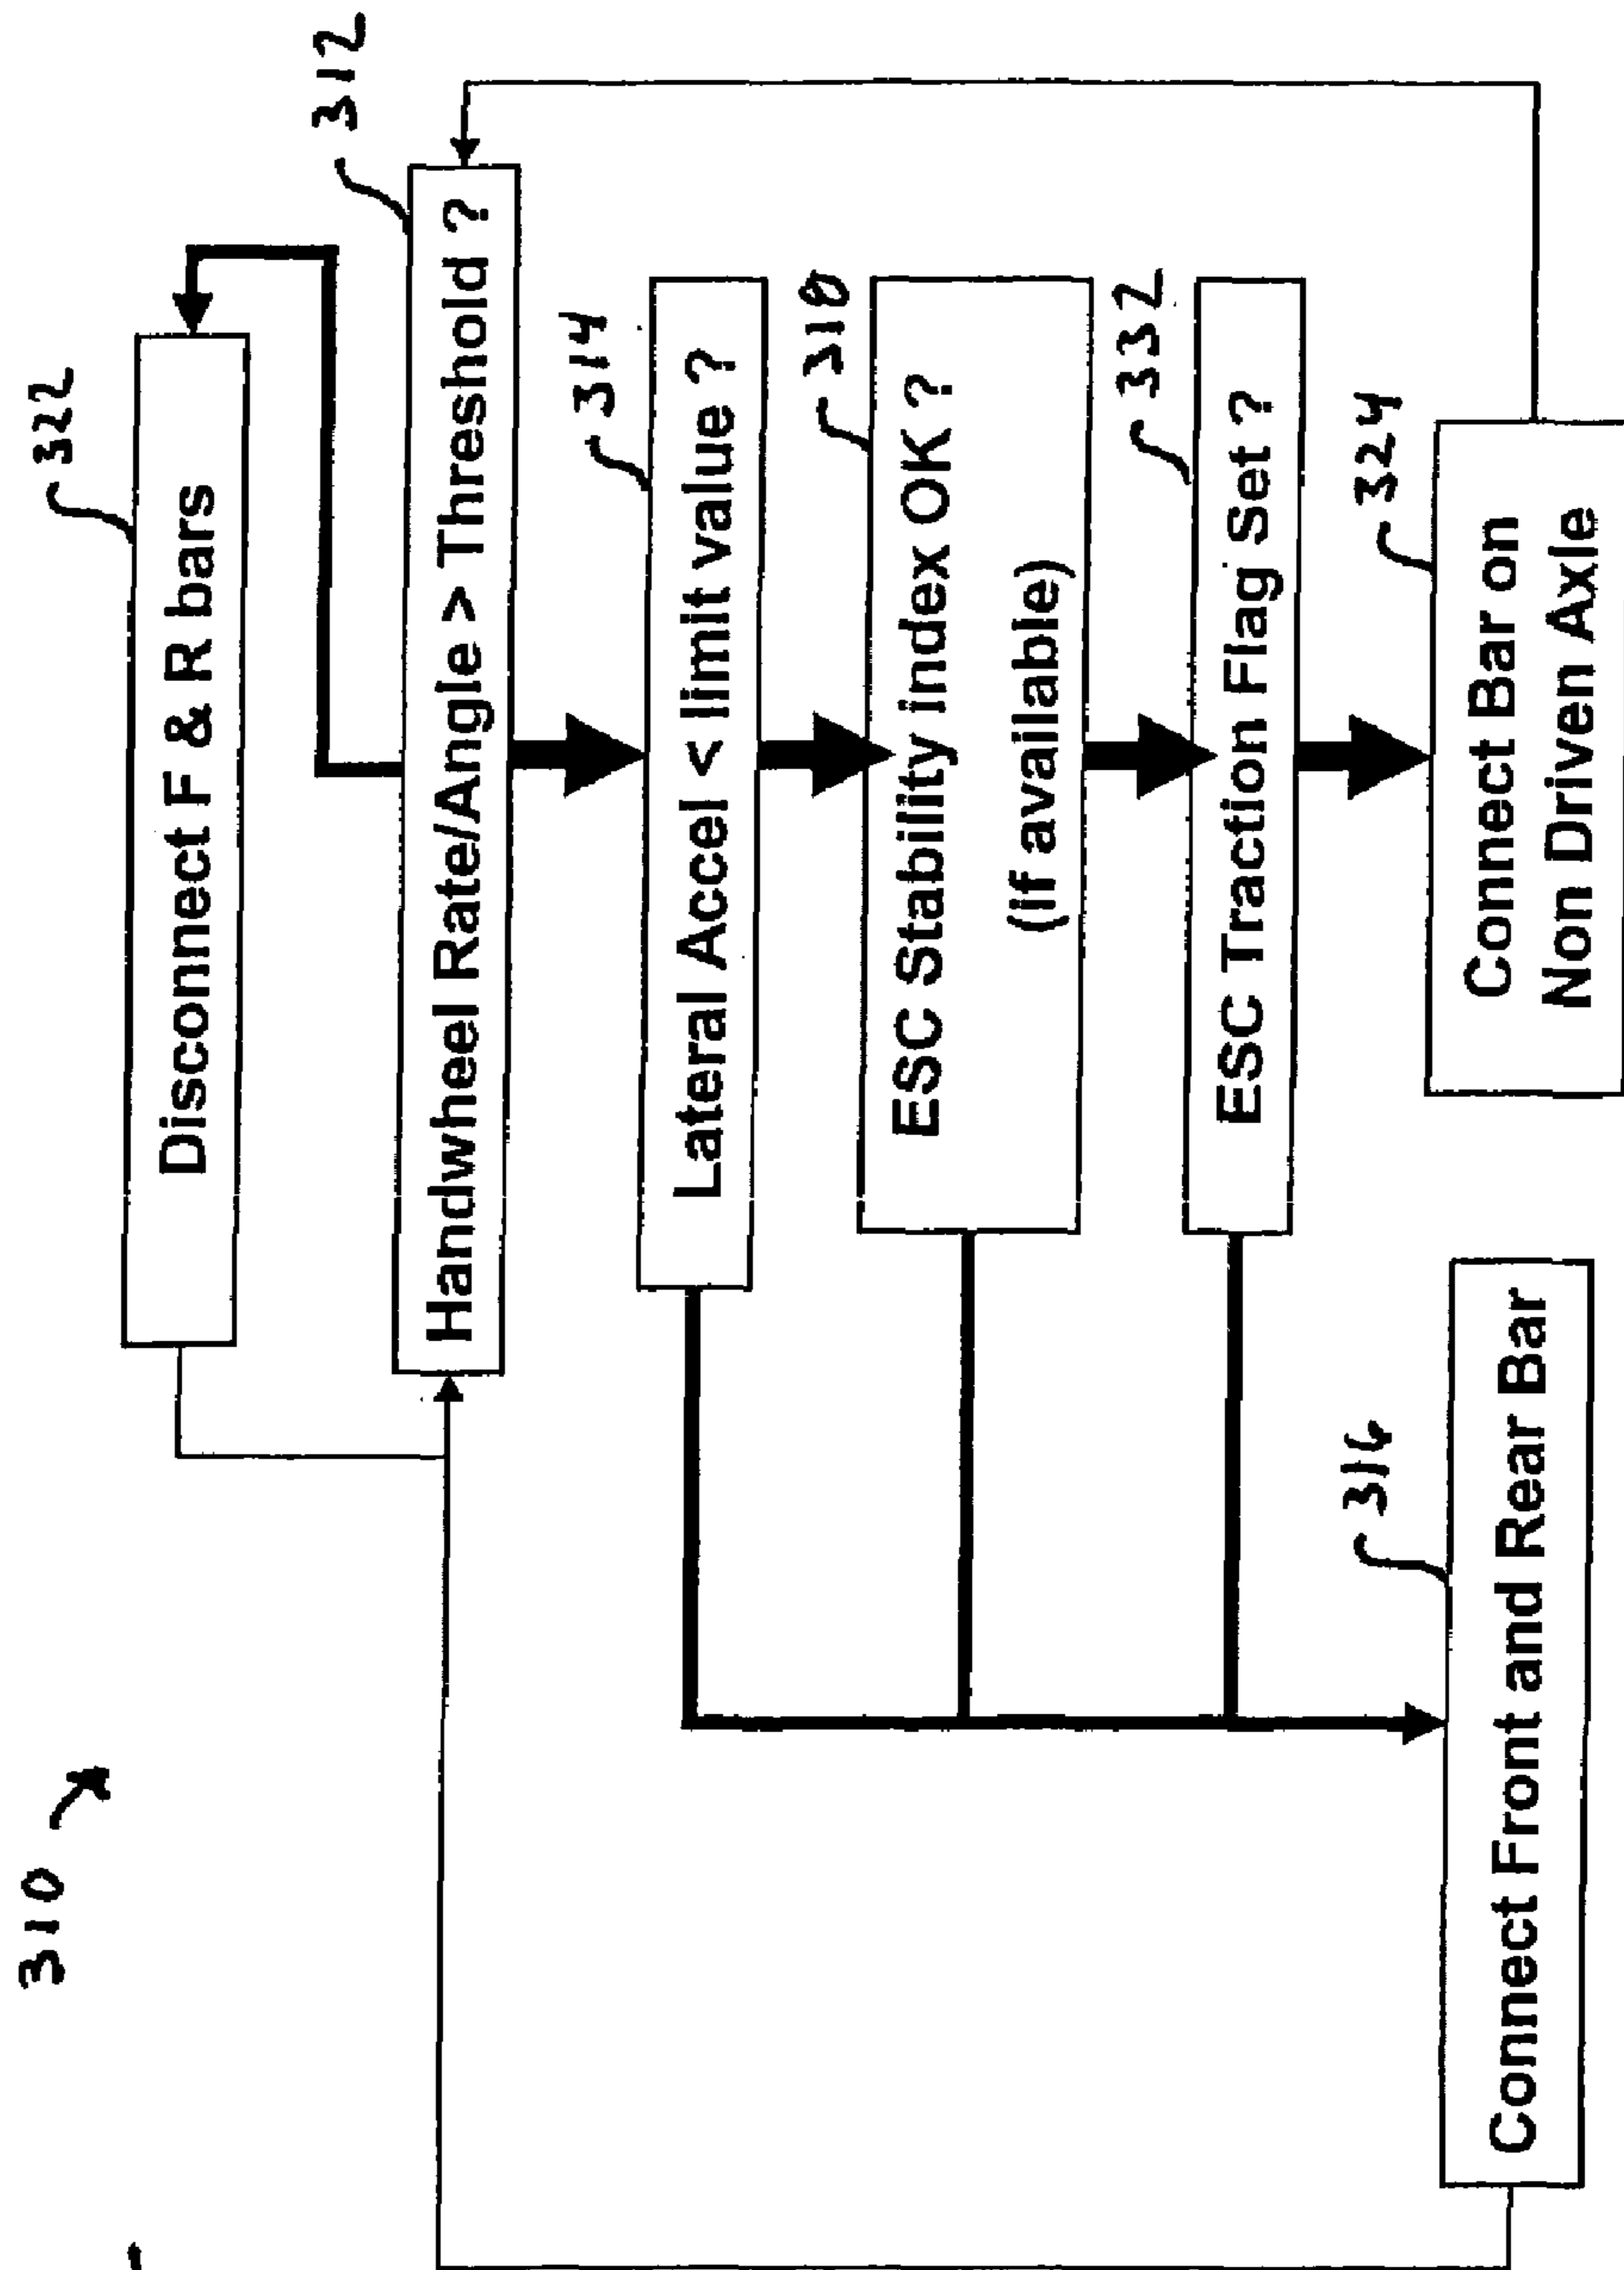 310
322
Disconnect F & R bars
312
Handwheel Rate/Angle > Threshold ?
314
Lateral Accel < limit value ?
318
ESC Stability index OK ?
(if available)
332
ESC Traction Flag Set ?
324
Connect Bar on
Non Driven Axle
316
Connect Front and Rear Bar